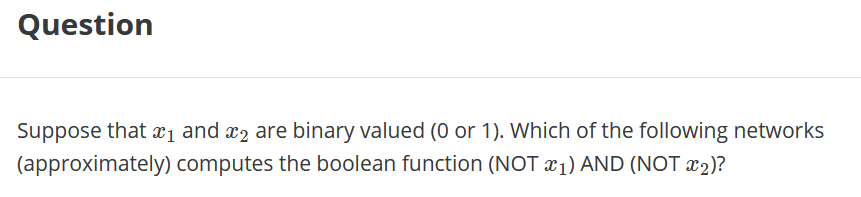 Question
Suppose that x₁ and x₂ are binary valued (0 or 1). Which of the following networks
(approximately) computes the boolean function (NOT x₁) AND (NOT x₂)?